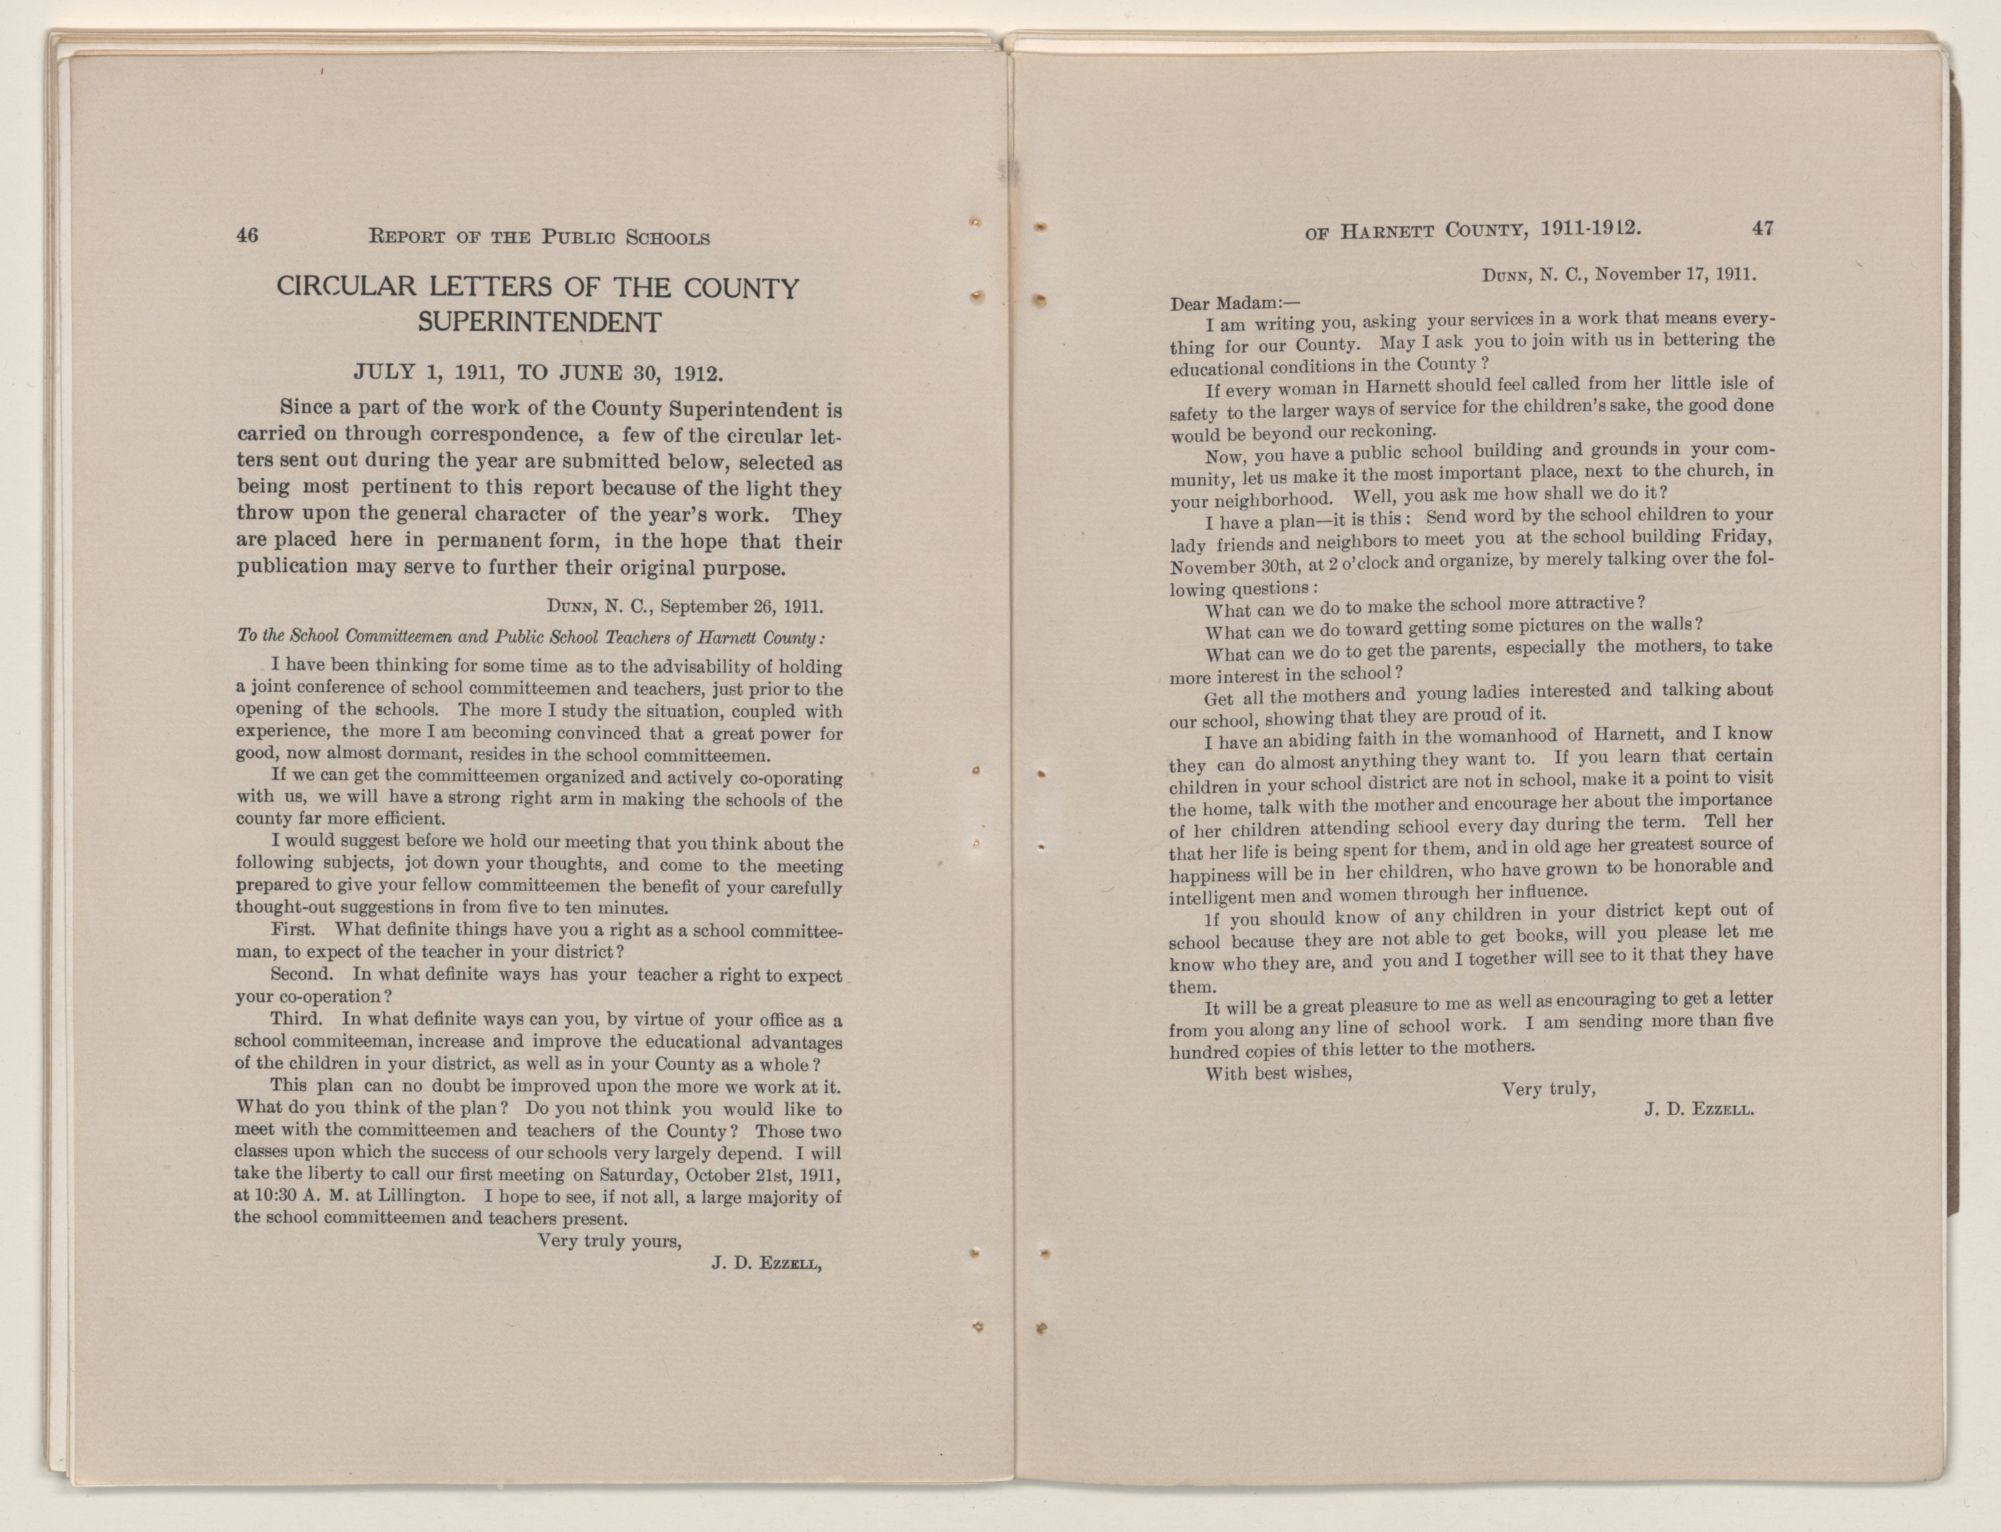 46 REPORT OF THE PUBLIC SCHOOLS
CIRCULAR LETTERS OF THE COUNTY
SUPERINTENDENT
JULY 1, 1911, TO JUNE 30, 1912.
Since a part of the work of the County Superintendent is
carried on through correspondence, a few of the circular let-
ters sent out during the year are submitted below, selected as
being most pertinent to this report because of the light they
throw upon the general character of the year's work. They
are placed here in permanent form, in the hope that their
publication may serve to further their original purpose.
DUNN, N. C., September 26, 1911.
To the School Committeemen and Public School Teachers of Harnett County:
I have been thinking for some time as to the advisability of holding
a joint conference of school committeemen and teachers, just prior to the
opening of the schools. The more I study the situation, coupled with
experience, the more I am becoming convinced that a great power for
good, now almost dormant, resides in the school committeemen.
If we can get the committeemen organized and actively co-oporating
with us, we will have a strong right arm in making the schools of the
county far more efficient.
I would suggest before we hold our meeting that you think about the
following subjects, jot down your thoughts, and come to the meeting
prepared to give your fellow committeemen the benefit of your carefully
thought-out suggestions in from five to ten minutes.
First. What definite things have you a right as a school committee-
man, to expect of the teacher in your district?
Second. In what definite ways has your teacher a right to expect
your co-operation?
Third. In what definite ways can you, by virtue of your office as a
school commiteeman, increase and improve the educational advantages
of the children in your district, as well as in your County as a whole?
This plan can no doubt be improved upon the more we work at it.
What do you think of the plan? Do you not think you would like to
meet with the committeemen and teachers of the County? Those two
classes upon which the success of our schools very largely depend. I will
take the liberty to call our first meeting on Saturday, October 21st, 1911,
at 10:30 A. M. at Lillington. I hope to see, if not all, a large majority of
the school committeemen and teachers present.
Very truly yours,
J. D. EZZELL,
OF HARNETT COUNTY, 1911-1912. 47
DUNN, N. C., November 17, 1911.
Dear Madam:—
I am writing you, asking your services in a work that means every-
thing for our County. May I ask you to join with us in bettering the
educational conditions in the County?
If every woman in Harnett should feel called from her little isle of
safety to the larger ways of service for the children's sake, the good done
would be beyond our reckoning.
Now, you have a public school building and grounds in your com-
munity, let us make it the most important place, next to the church, in
your neighborhood. Well, you ask me how shall we do it?
I have a plan—it is this: Send word by the school children to your
lady friends and neighbors to meet you at the school building Friday,
November 30th, at 2 o'clock and organize, by merely talking over the fol-
lowing questions:
What can we do to make the school more attractive?
What can we do toward getting some pictures on the walls?
What can we do to get the parents, especially the mothers, to take
more interest in the school?
Get all the mothers and young ladies interested and talking about
our school, showing that they are proud of it.
I have an abiding faith in the womanhood of Harnett, and I know
they can do almost anything they want to. If you learn that certain
children in your school district are not in school, make it a point to visit
the home, talk with the mother and encourage her about the importance
of her children attending school every day during the term. Tell her
that her life is being spent for them, and in old age her greatest source of
happiness will be in her children, who have grown to be honorable and
intelligent men and women through her influence.
If you should know of any children in your district kept out of
school because they are not able to get books, will you please let me
know who they are, and you and I together will see to it that they have
them.
It will be a great pleasure to me as well as encouraging to get a letter
from you along any line of school work. I am sending more than five
hundred copies of this letter to the mothers.
With best wishes,
Very truly,
J. D. EZZELL.